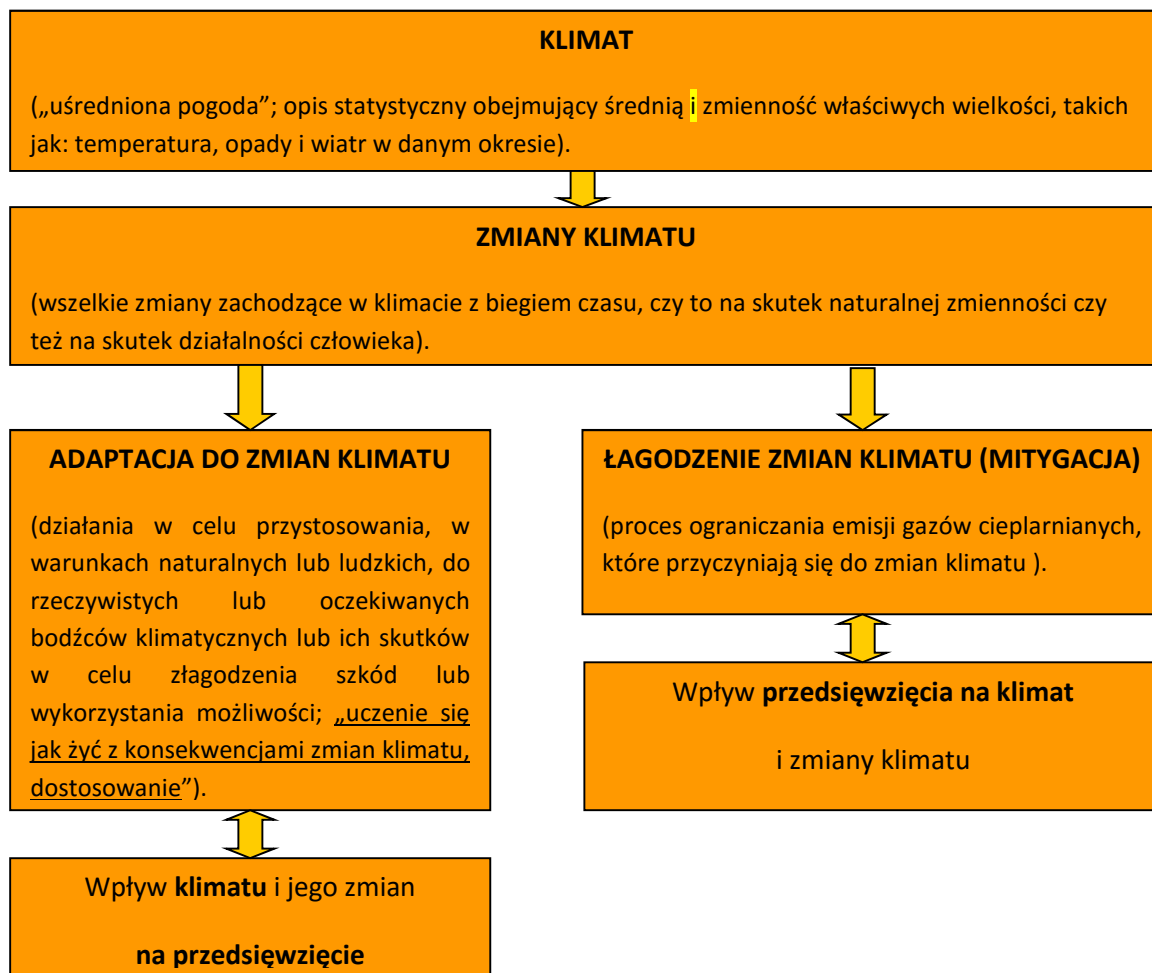 KLIMAT
(„uśredniona pogoda”; opis statystyczny obejmujący średnią i zmienność właściwych wielkości, takich
jak: temperatura, opady i wiatr w danym okresie).
ZMIANY KLIMATU
(wszelkie zmiany zachodzące w klimacie z biegiem czasu, czy to na skutek naturalnej zmienności czy
też na skutek działalności człowieka).
ADAPTACJA DO ZMIAN KLIMATU
(działania w celu przystosowania, w
warunkach naturalnych lub ludzkich, do
rzeczywistych lub oczekiwanych
bodźców klimatycznych lub ich skutków
w celu złagodzenia szkód lub
wykorzystania możliwości; „uczenie się
jak żyć z konsekwencjami zmian klimatu,
dostosowanie”).
Wpływ klimatu i jego zmian
na przedsięwzięcie
ŁAGODZENIE ZMIAN KLIMATU (MITYGACJA)
(proces ograniczania emisji gazów cieplarnianych,
które przyczyniają się do zmian klimatu ).
Wpływ przedsięwzięcia na klimat
i zmiany klimatu